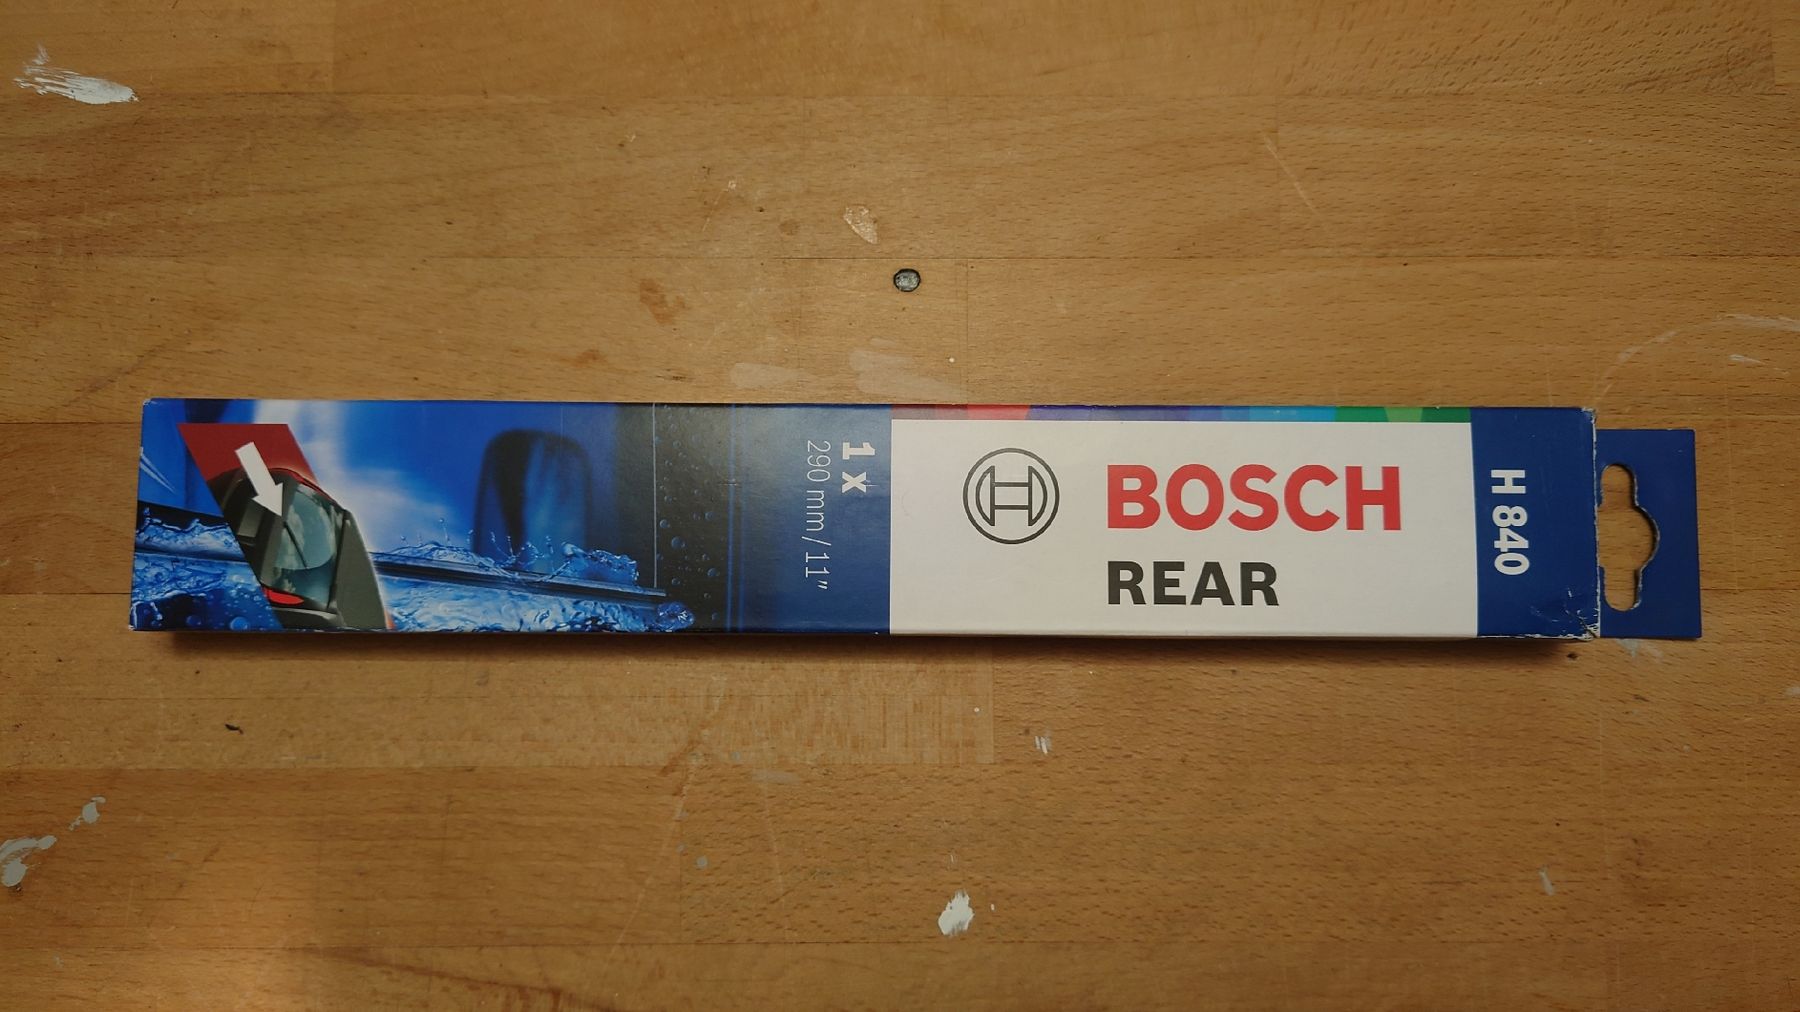 BOSCH
REAR
H 840
1 x
290 mm / 11"